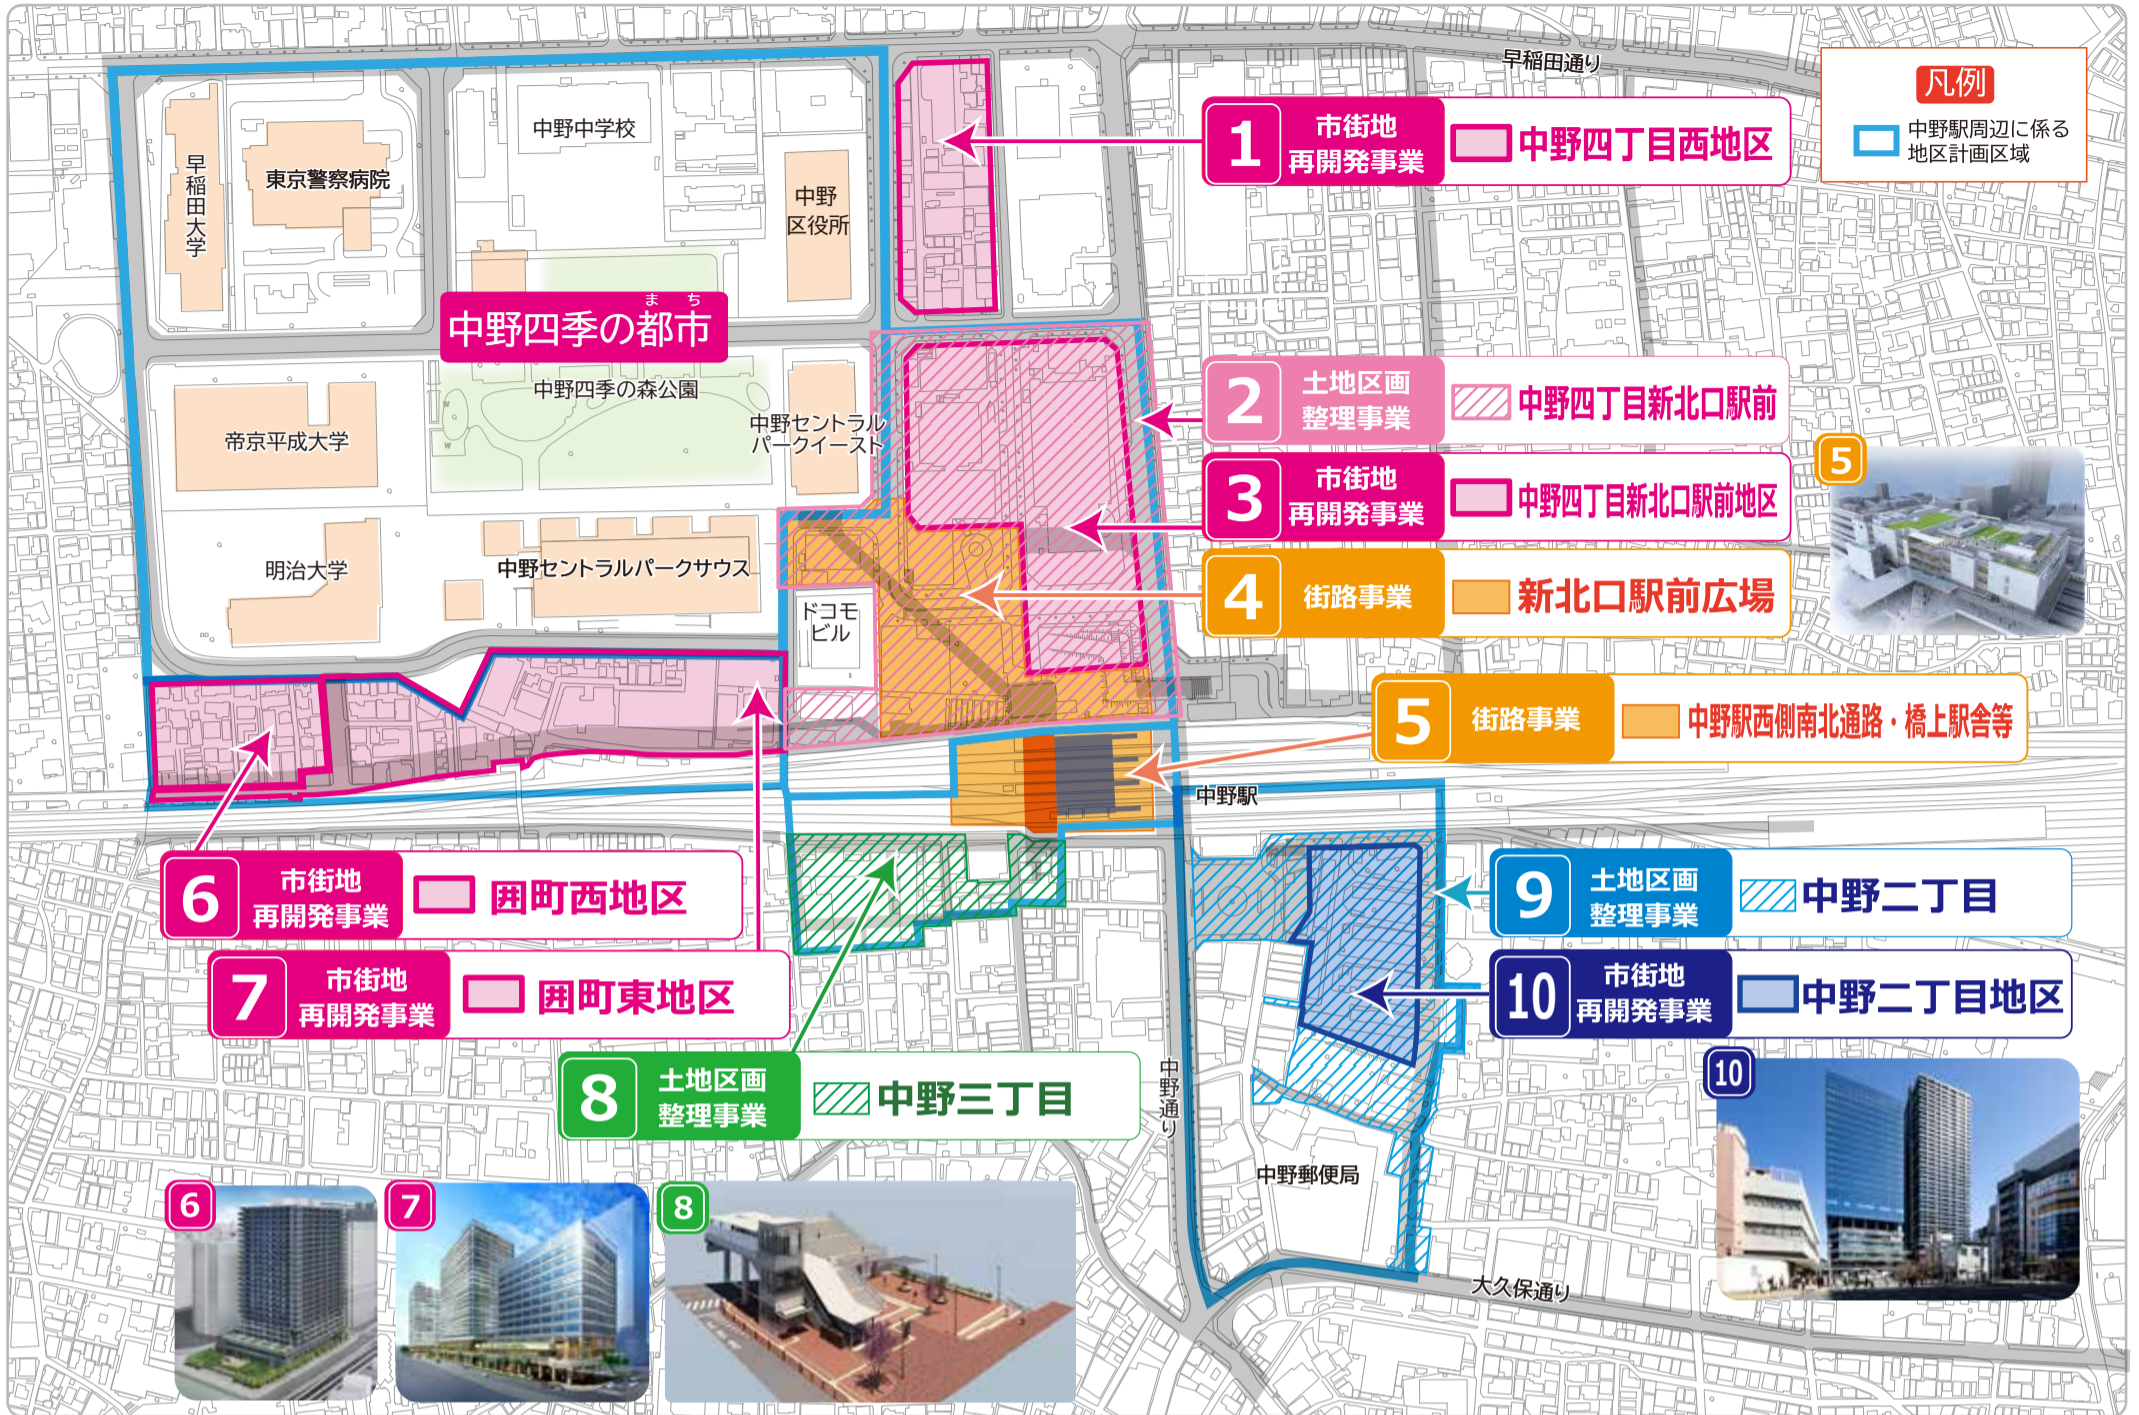 早稲田通り
凡例
中野駅周辺に係る
地区計画区域
1
市街地
再開発事業
中野四丁目西地区
早稲田大学
東京警察病院
中野中学校
中野
区役所
まち
中野四季の都市
中野四季の森公園
中野セントラル
パークイースト
帝京平成大学
明治大学
中野セントラルパークサウス
ドコモ
ビル
2
土地区画
整理事業
中野四丁目新北口駅前
3
市街地
再開発事業
中野四丁目新北口駅前地区
4
街路事業
新北口駅前広場
5
5
街路事業
中野駅西側南北通路・橋上駅舎等
中野駅
6
市街地
再開発事業
囲町西地区
7
市街地
再開発事業
囲町東地区
8
土地区画
整理事業
中野三丁目
9
土地区画
整理事業
中野二丁目
10
市街地
再開発事業
中野二丁目地区
中野通り
中野郵便局
大久保通り
6
7
8
10